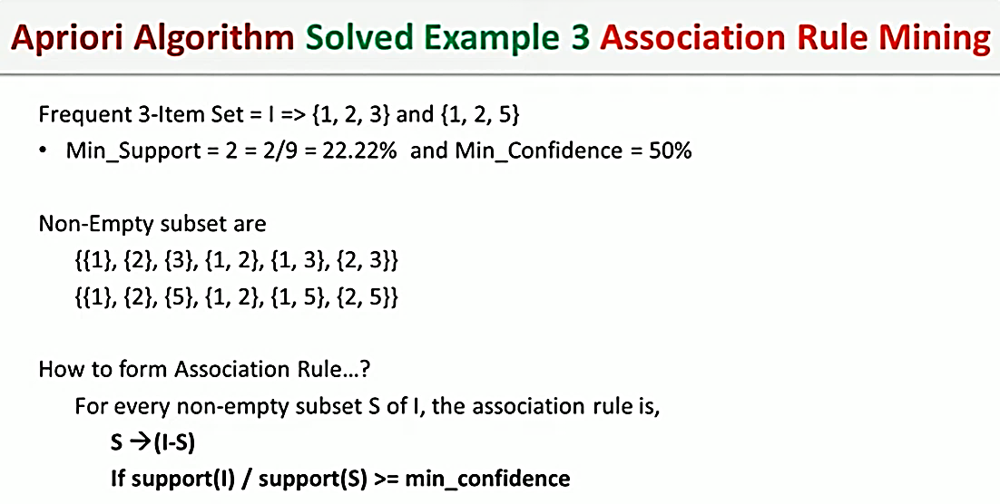 Apriori Algorithm Solved Example 3 Association Rule Mining
Frequent 3-Item Set = I => {1, 2, 3} and {1, 2, 5}
• Min_Support = 2 = 2/9 = 22.22% and Min_Confidence = 50%
Non-Empty subset are
{{1}, {2}, {3}, {1, 2}, {1, 3}, {2, 3}}
{{1}, {2}, {5}, {1, 2}, {1, 5}, {2, 5}}
How to form Association Rule...?
For every non-empty subset S of I, the association rule is,
S →(I-S)
If support(I) / support(S) >= min_confidence